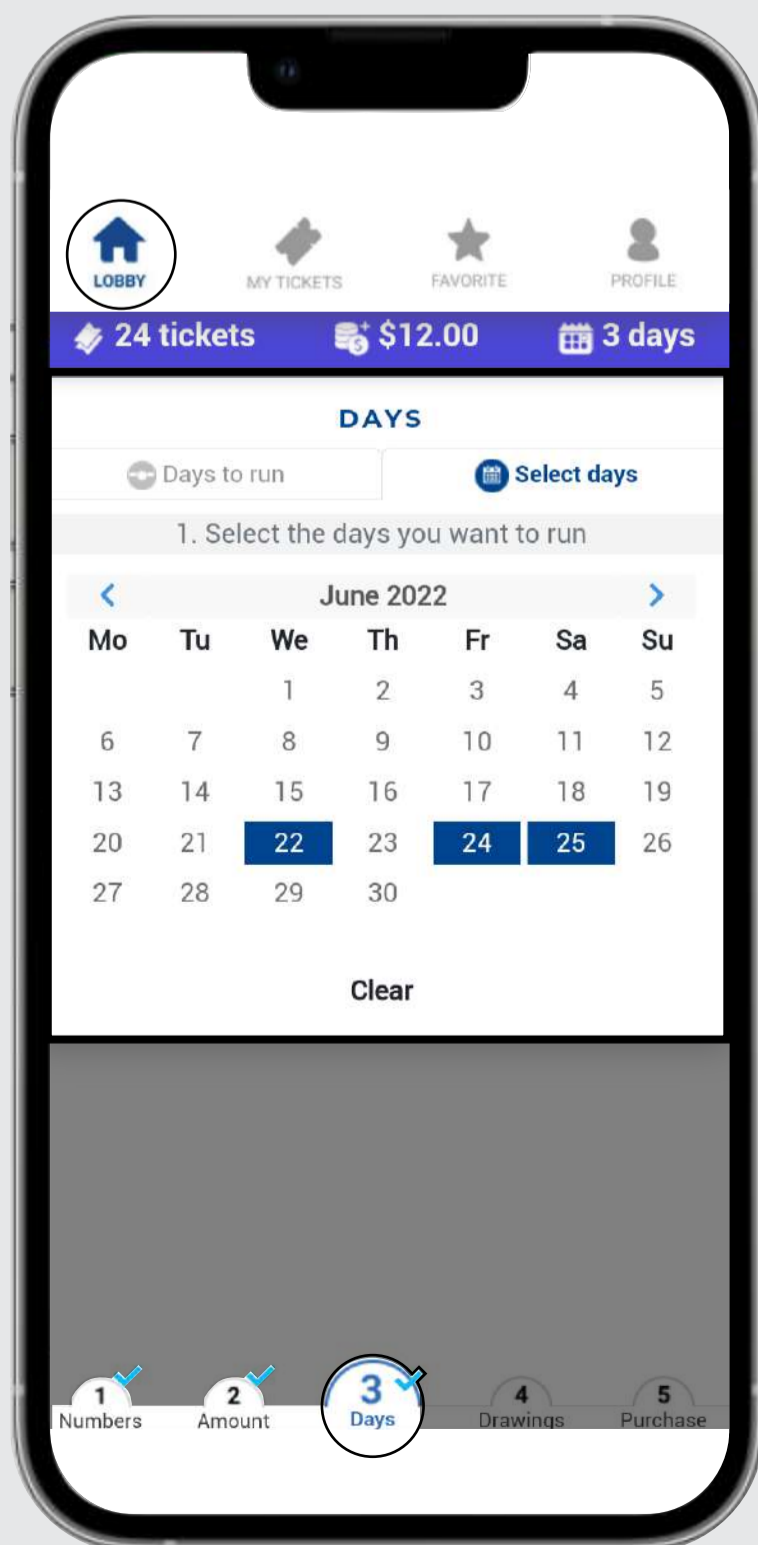 LOBBY MY TICKETS FAVORITE PROFILE
24 tickets $12.00 3 days
DAYS
Days to run Select days
1. Select the days you want to run
June 2022
Mo Tu We Th Fr Sa Su
1 2 3 4 5
6 7 8 9 10 11 12
13 14 15 16 17 18 19
20 21 22 23 24 25 26
27 28 29 30
Clear
1 2 3 4 5
Numbers Amount Days Drawings Purchase